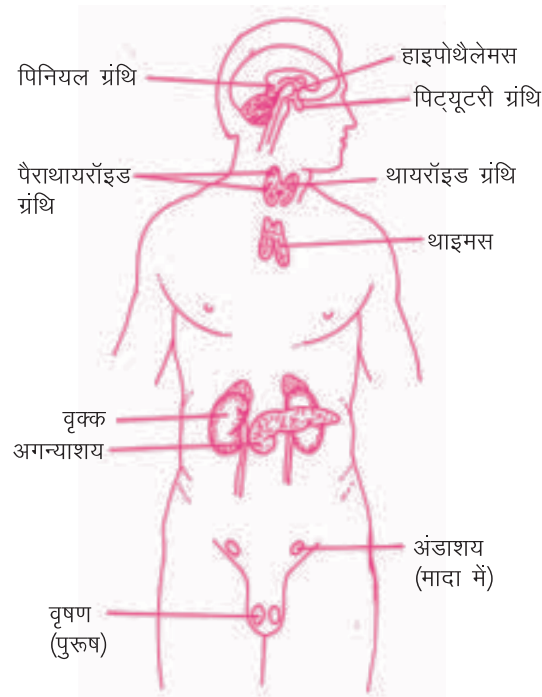 हाइपोथैलेमस
पिनियल ग्रंथि
पिट्यूटरी ग्रंथि
पैराथायरॉइड
ग्रंथि
थायरॉइड ग्रंथि
थाइमस
वृक्क
अगन्याशय
अंडाशय
(मादा में)
वृषण
(पुरूष)